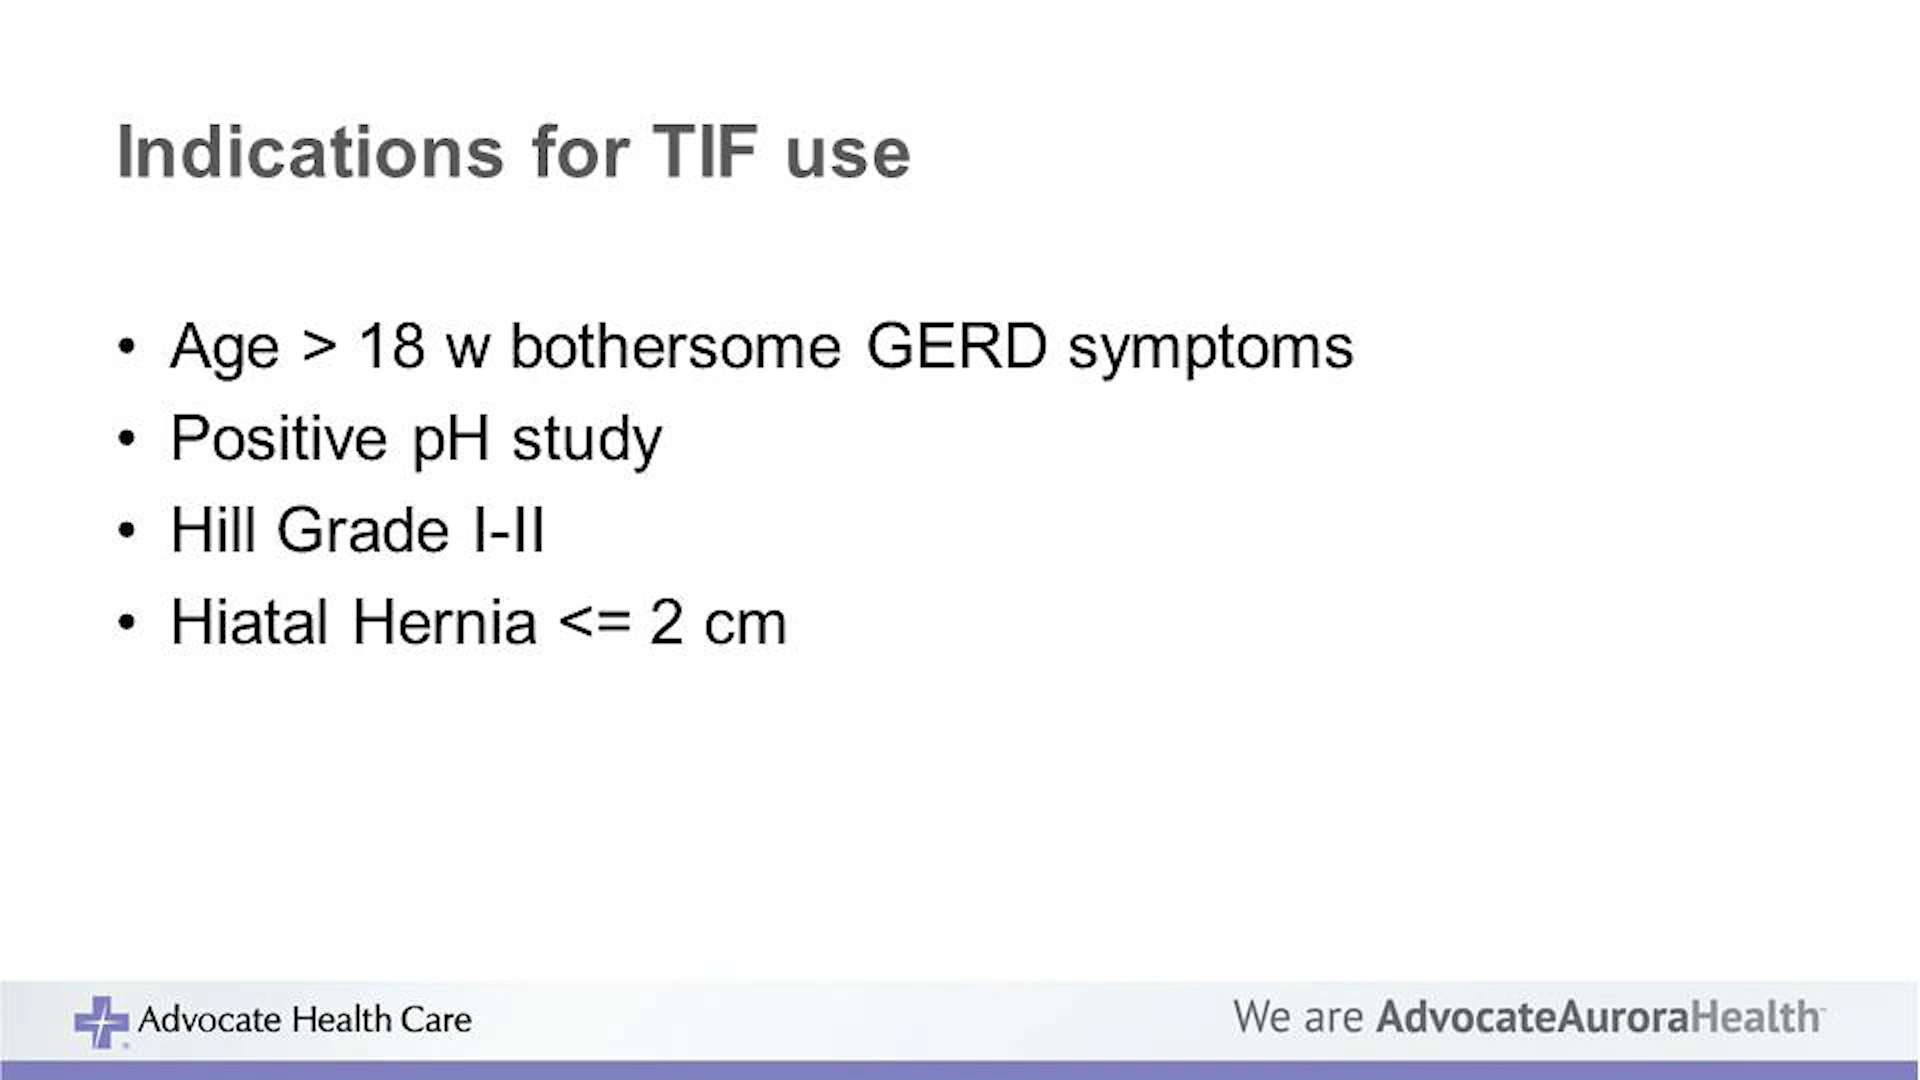 Indications for TIF use
• Age > 18 w bothersome GERD symptoms
• Positive pH study
• Hill Grade I-II
• Hiatal Hernia <= 2 cm
Advocate Health Care
We are AdvocateAuroraHealth